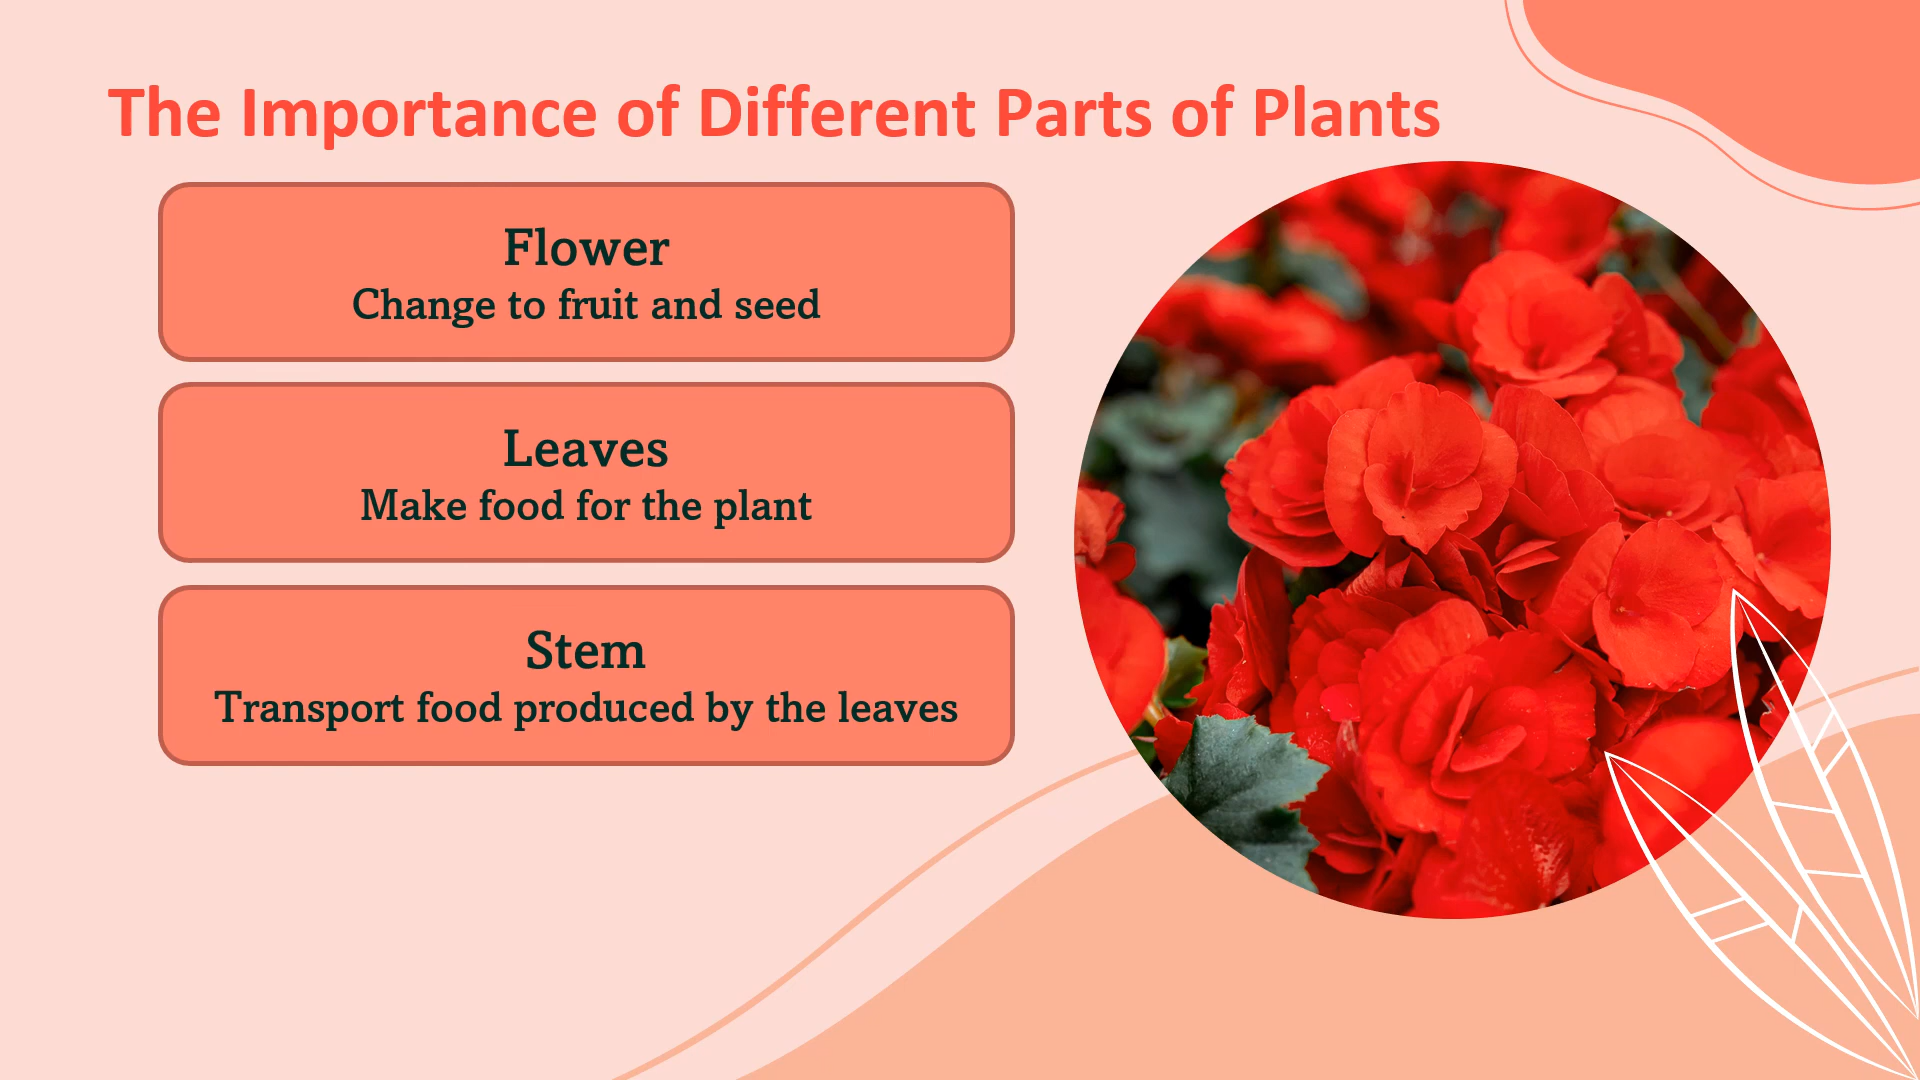 The Importance of Different Parts of Plants
Flower
Change to fruit and seed
Leaves
Make food for the plant
Stem
Transport food produced by the leaves